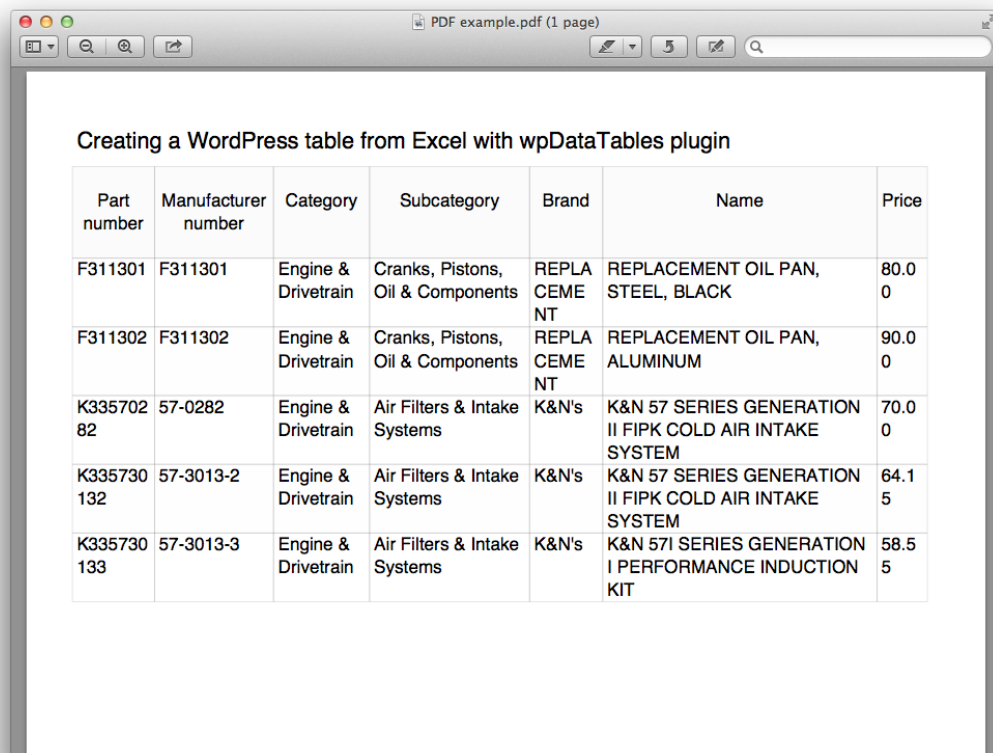 PDF example.pdf (1 page)
Creating a WordPress table from Excel with wpDataTables plugin
Part number Manufacturer number Category Subcategory Brand Name Price
F311301 F311301 Engine & Cranks, Pistons, REPLA REPLACEMENT OIL PAN, 80.0
Drivetrain Oil & Components CEME STEEL, BLACK 0
NT
F311302 F311302 Engine & Cranks, Pistons, REPLA REPLACEMENT OIL PAN, 90.0
Drivetrain Oil & Components CEME ALUMINUM 0
NT
K335702 57-0282 Engine & Air Filters & Intake K&N's K&N 57 SERIES GENERATION 70.0
82 Drivetrain Systems II FIPK COLD AIR INTAKE 0
SYSTEM
K335730 57-3013-2 Engine & Air Filters & Intake K&N's K&N 57 SERIES GENERATION 64.1
132 Drivetrain Systems II FIPK COLD AIR INTAKE 5
SYSTEM
K335730 57-3013-3 Engine & Air Filters & Intake K&N's K&N 57I SERIES GENERATION 58.5
133 Drivetrain Systems I PERFORMANCE INDUCTION 5
KIT